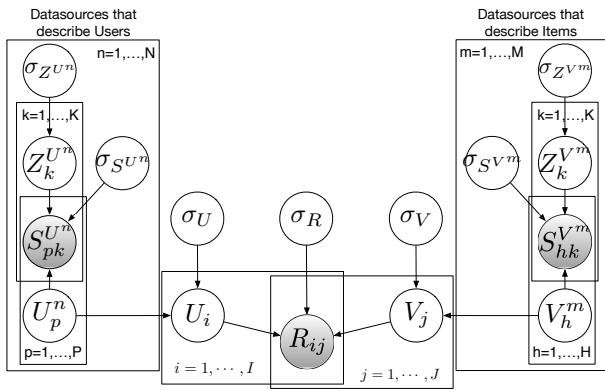 Datasources that
describe Users
Datasources that
describe Items
n=1,…,N
m=1,…,M
σ_{Z^{U^n}}
σ_{Z^{V^m}}
k=1,…,K
k=1,…,K
Z_k^{U^n}
σ_{S^{U^n}}
σ_{S^{V^m}}
Z_k^{V^m}
S_{pk}^{U^n}
σ_U
σ_R
σ_V
S_{hk}^{V^m}
U_p^n
U_i
R_{ij}
V_j
V_h^m
p=1,…,P
i = 1, ⋯ , I
j = 1, ⋯ , J
h=1,…,H